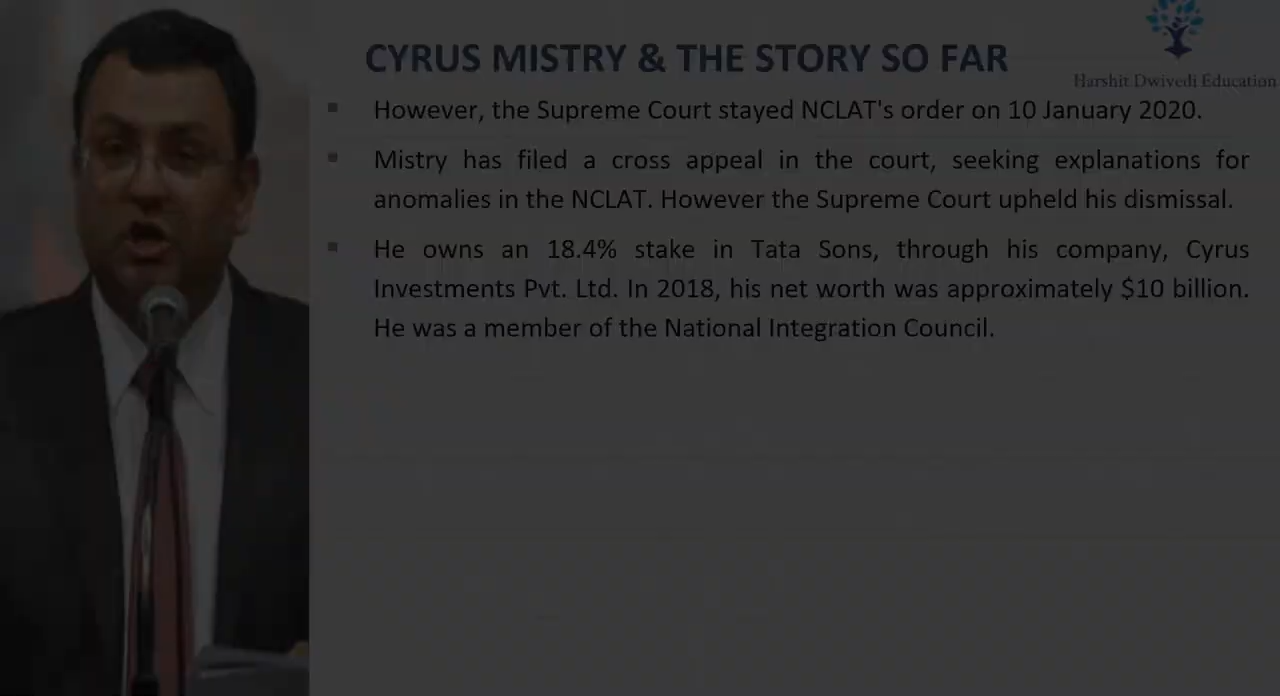 CYRUS MISTRY & THE STORY SO FAR
Harshit Dwivedi Education
▪ However, the Supreme Court stayed NCLAT's order on 10 January 2020.
▪ Mistry has filed a cross appeal in the court, seeking explanations for
anomalies in the NCLAT. However the Supreme Court upheld his dismissal.
▪ He owns an 18.4% stake in Tata Sons, through his company, Cyrus
Investments Pvt. Ltd. In 2018, his net worth was approximately $10 billion.
He was a member of the National Integration Council.